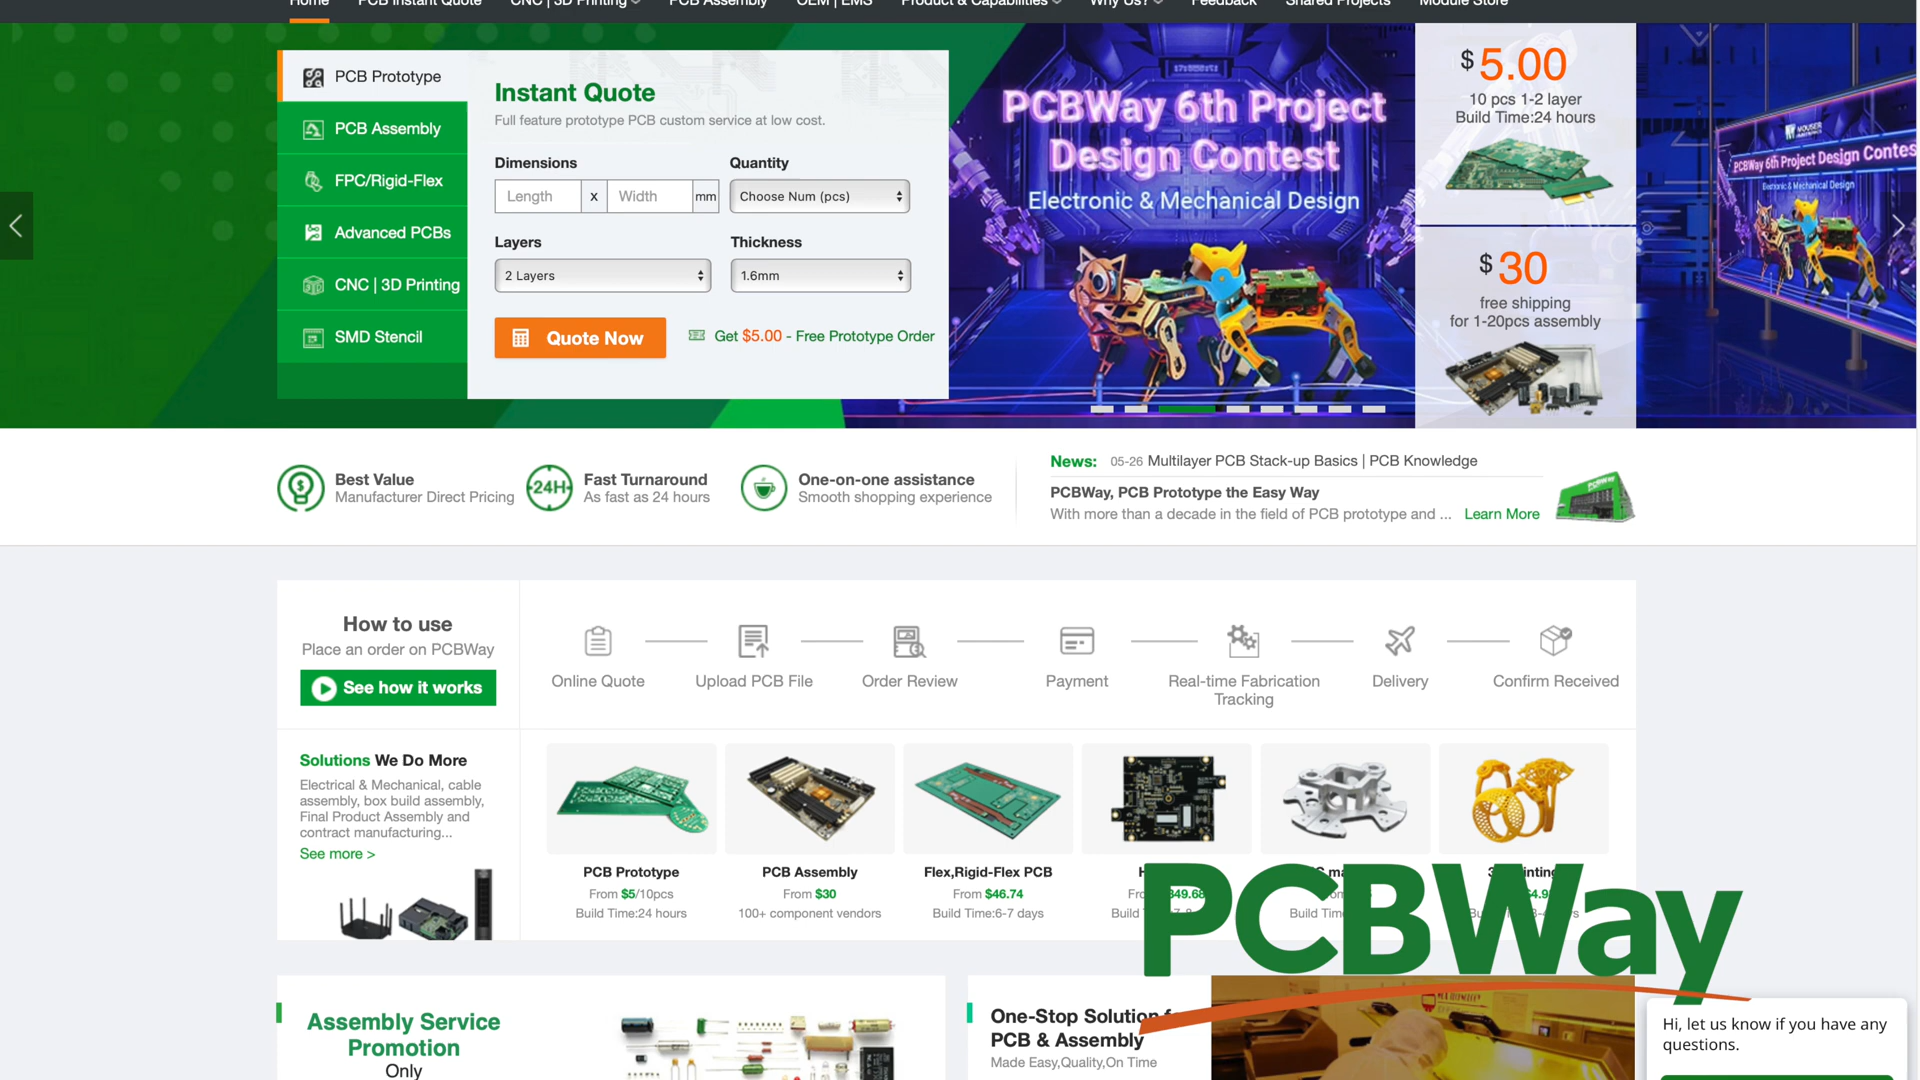 Home PCB Instant Quote CNC | 3D Printing PCB Assembly OEM | EMS Product & Capabilities Why Us? Feedback Shared Projects Module Store
PCB Prototype
PCB Assembly
FPC/Rigid-Flex
Advanced PCBs
CNC | 3D Printing
SMD Stencil
Instant Quote
Full feature prototype PCB custom service at low cost.
Dimensions Quantity
Length x Width mm Choose Num (pcs)
Layers Thickness
2 Layers 1.6mm
Quote Now Get $5.00 - Free Prototype Order
PCBWay 6th Project
Design Contest
Electronic & Mechanical Design
$5.00
10 pcs 1-2 layer
Build Time:24 hours
$30
free shipping
for 1-20pcs assembly
MOUSER
PCBWay 6th Project Design Contes
Electronic & Mechanical Design
Best Value
Manufacturer Direct Pricing
24H
Fast Turnaround
As fast as 24 hours
One-on-one assistance
Smooth shopping experience
News: 05-26 Multilayer PCB Stack-up Basics | PCB Knowledge
PCBWay, PCB Prototype the Easy Way
With more than a decade in the field of PCB prototype and ... Learn More
How to use
Place an order on PCBWay
See how it works
Online Quote
Upload PCB File
Order Review
Payment
Real-time Fabrication
Tracking
Delivery
Confirm Received
Solutions We Do More
Electrical & Mechanical, cable
assembly, box build assembly,
Final Product Assembly and
contract manufacturing...
See more >
PCB Prototype
From $5/10pcs
Build Time:24 hours
PCB Assembly
From $30
100+ component vendors
Flex,Rigid-Flex PCB
From $46.74
Build Time:6-7 days
PCBWay
Assembly Service
Promotion
Only
One-Stop Solution
PCB & Assembly
Made Easy,Quality,On Time
Hi, let us know if you have any
questions.